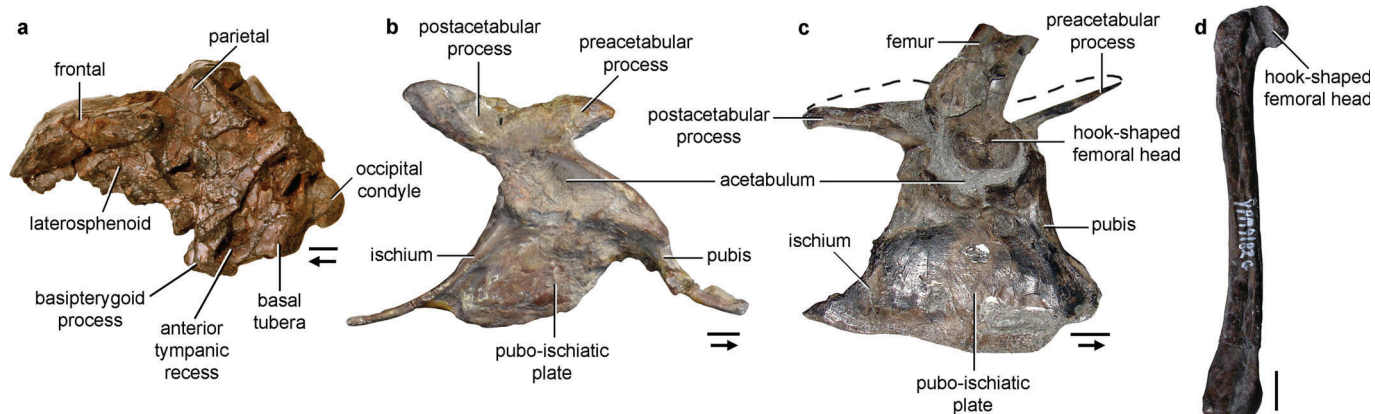 a
parietal
frontal
laterosphenoid
occipital
condyle
basipterygoid
process
anterior
tympanic
recess
basal
tubera
b
postacetabular
process
preacetabular
process
acetabulum
ischium
pubis
pubo-ischiatic
plate
c
femur
preacetabular
process
postacetabular
process
hook-shaped
femoral head
ischium
pubis
pubo-ischiatic
plate
d
hook-shaped
femoral head